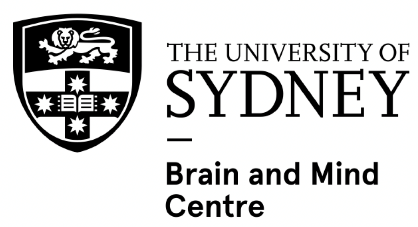 THE UNIVERSITY OF
SYDNEY
Brain and Mind
Centre